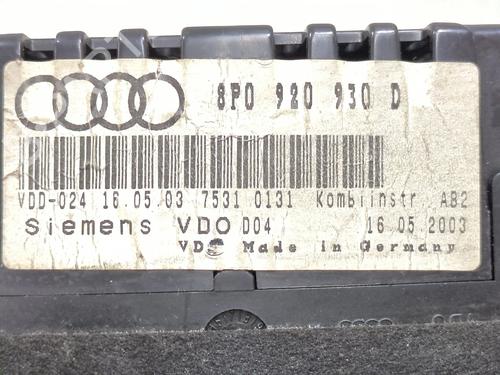 8P0 920 930 D
VDD-024 16.05.03 7531 0131 Kombiinstr. AB2
Siemens VDO D04 16.05.2003
Made in Germany